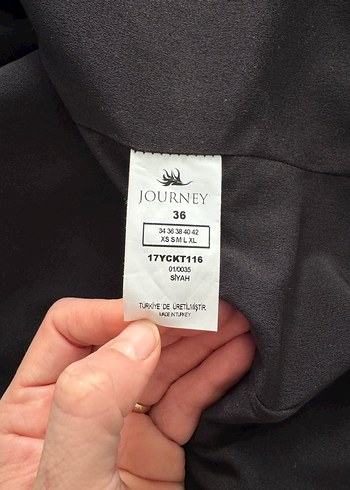 JOURNEY
36
34 36 38 40 42
XS S M L XL
17YCKT116
01/0035
SİYAH
TÜRKİYE'DE ÜRETİLMİŞTİR.
MADE IN TURKEY